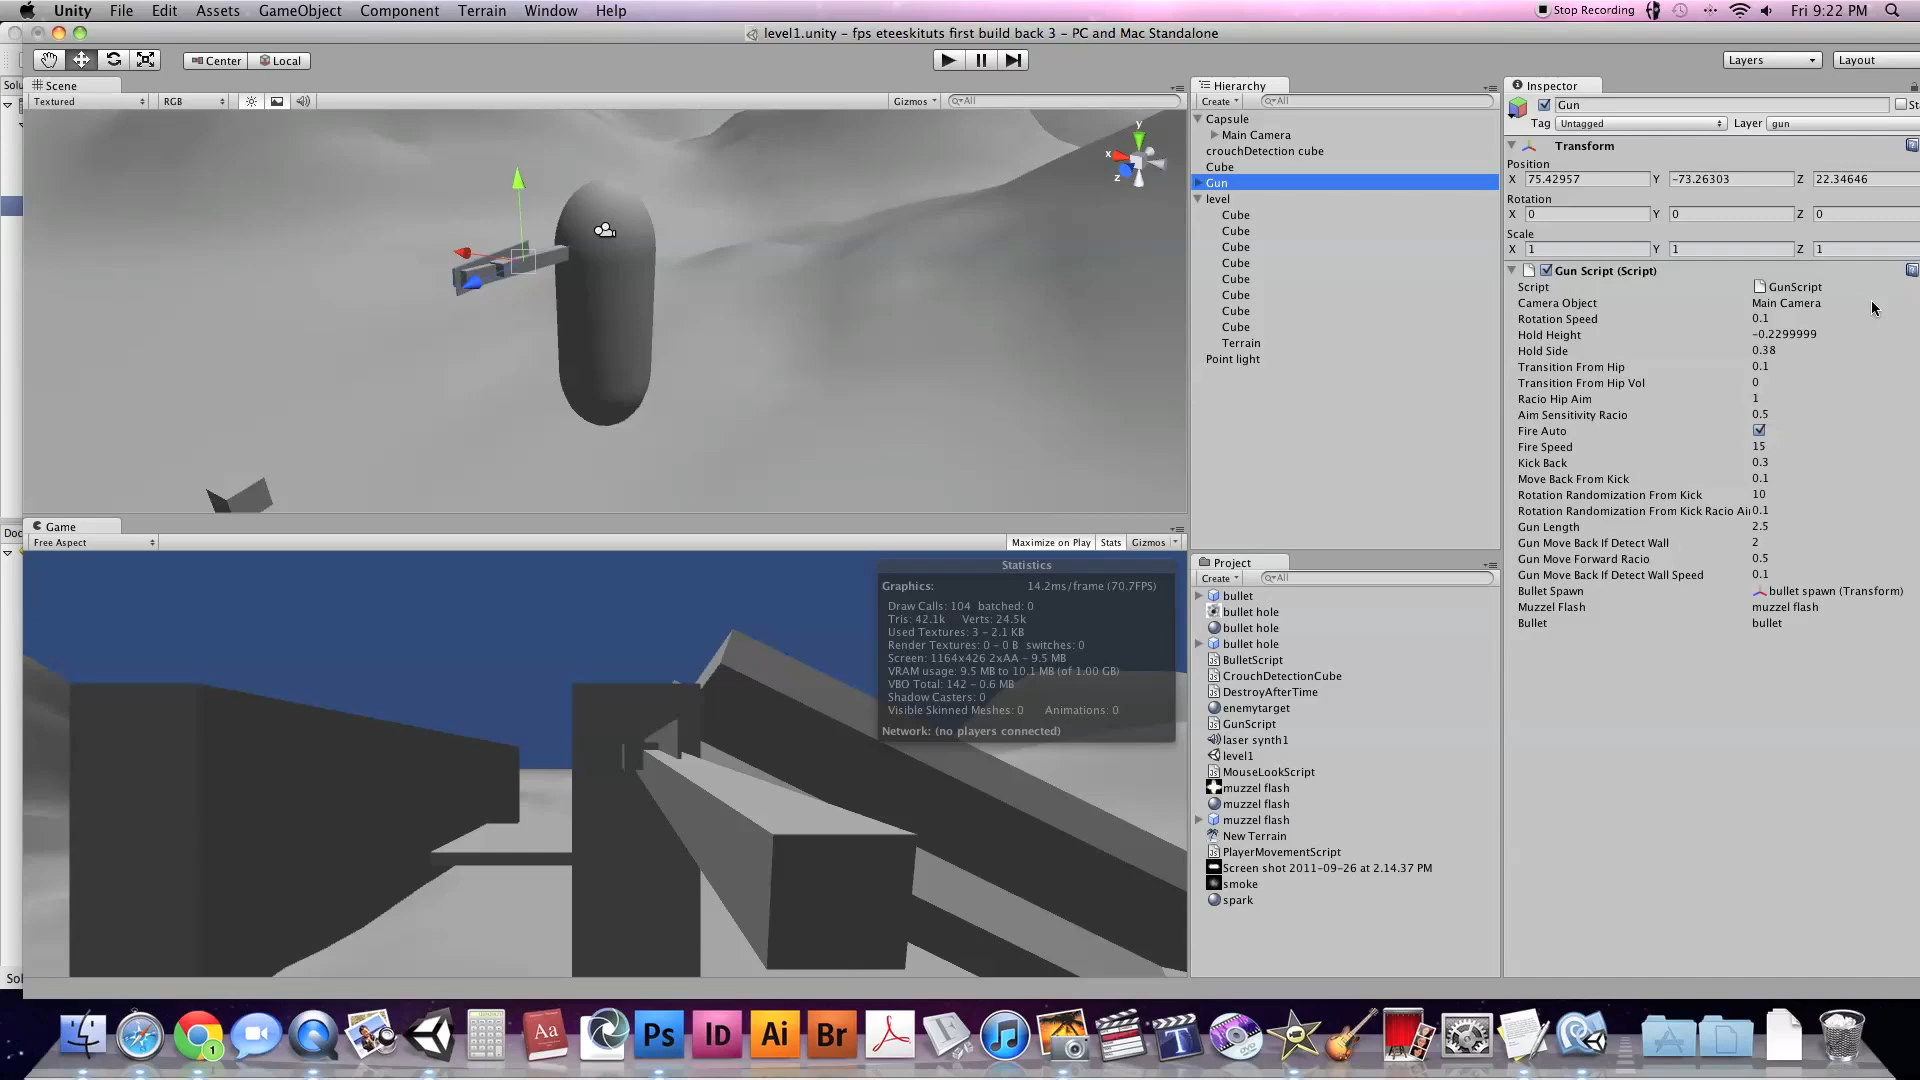 Unity File Edit Assets GameObject Component Terrain Window Help
Stop Recording
Fri 9:22 PM
level1.unity - fps eteeskituts first build back 3 - PC and Mac Standalone
Center Local
Layers
Layout
Solu
Scene
Textured RGB
Gizmos All
y
x
z
Game
Free Aspect
Maximize on Play Stats Gizmos
Statistics
Graphics: 14.2ms/frame (70.7FPS)
Draw Calls: 104 batched: 0
Tris: 42.1k Verts: 24.5k
Used Textures: 3 - 2.1 KB
Render Textures: 0 - 0 B switches: 0
Screen: 1164x426 2xAA - 9.5 MB
VRAM usage: 9.5 MB to 10.1 MB (of 1.00 GB)
VBO Total: 142 - 0.6 MB
Shadow Casters: 0
Visible Skinned Meshes: 0 Animations: 0
Network: (no players connected)
Doc
Sol
Hierarchy
Create All
Capsule
Main Camera
crouchDetection cube
Cube
Gun
level
Cube
Cube
Cube
Cube
Cube
Cube
Cube
Cube
Terrain
Point light
Project
Create All
bullet
bullet hole
bullet hole
bullet hole
BulletScript
CrouchDetectionCube
DestroyAfterTime
enemytarget
GunScript
laser synth1
level1
MouseLookScript
muzzel flash
muzzel flash
muzzel flash
New Terrain
PlayerMovementScript
Screen shot 2011-09-26 at 2.14.37 PM
smoke
spark
Inspector
Gun St
Tag Untagged Layer gun
Transform
Position
X 75.42957 Y -73.26303 Z 22.34646
Rotation
X 0 Y 0 Z 0
Scale
X 1 Y 1 Z 1
Gun Script (Script)
Script GunScript
Camera Object Main Camera
Rotation Speed 0.1
Hold Height -0.2299999
Hold Side 0.38
Transition From Hip 0.1
Transition From Hip Vol 0
Racio Hip Aim 1
Aim Sensitivity Racio 0.5
Fire Auto
Fire Speed 15
Kick Back 0.3
Move Back From Kick 0.1
Rotation Randomization From Kick 10
Rotation Randomization From Kick Racio Ai 0.1
Gun Length 2.5
Gun Move Back If Detect Wall 2
Gun Move Forward Racio 0.5
Gun Move Back If Detect Wall Speed 0.1
Bullet Spawn bullet spawn (Transform)
Muzzel Flash muzzel flash
Bullet bullet
1 Aa Ps Id Ai Br T